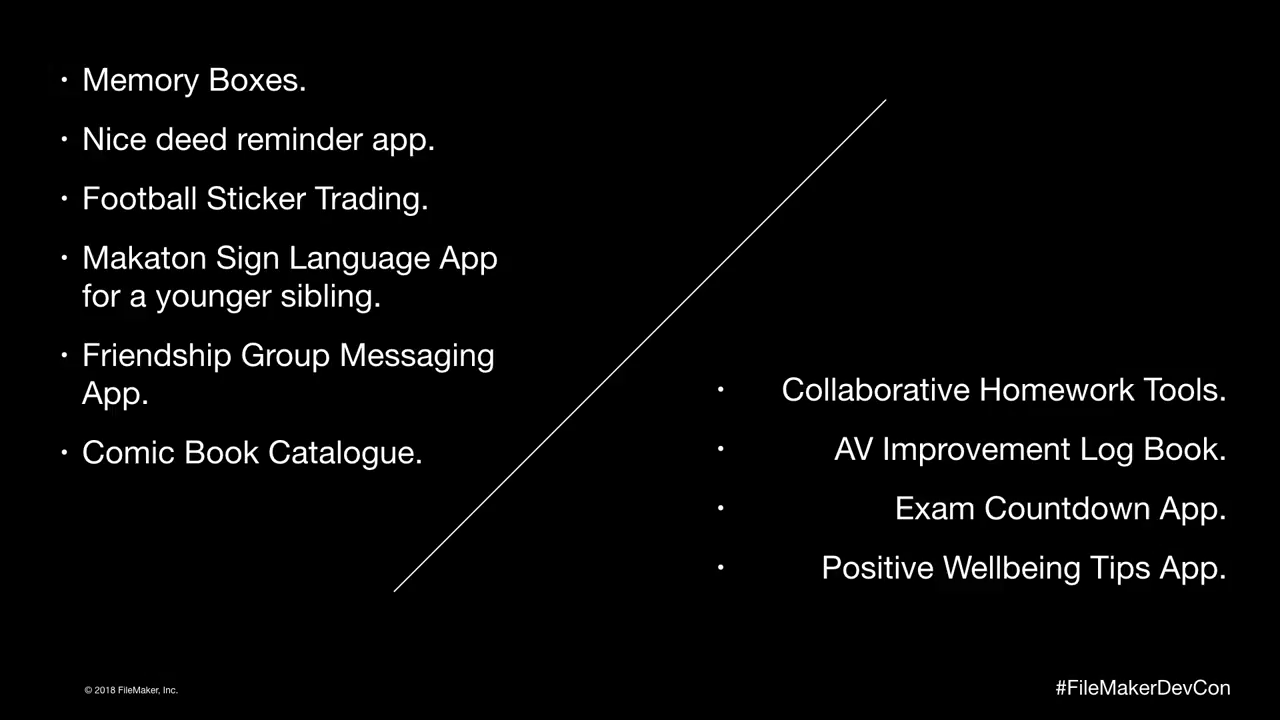 • Memory Boxes.
• Nice deed reminder app.
• Football Sticker Trading.
• Makaton Sign Language App
for a younger sibling.
• Friendship Group Messaging
App.
• Comic Book Catalogue.
• Collaborative Homework Tools.
• AV Improvement Log Book.
• Exam Countdown App.
• Positive Wellbeing Tips App.
© 2018 FileMaker, Inc.
#FileMakerDevCon